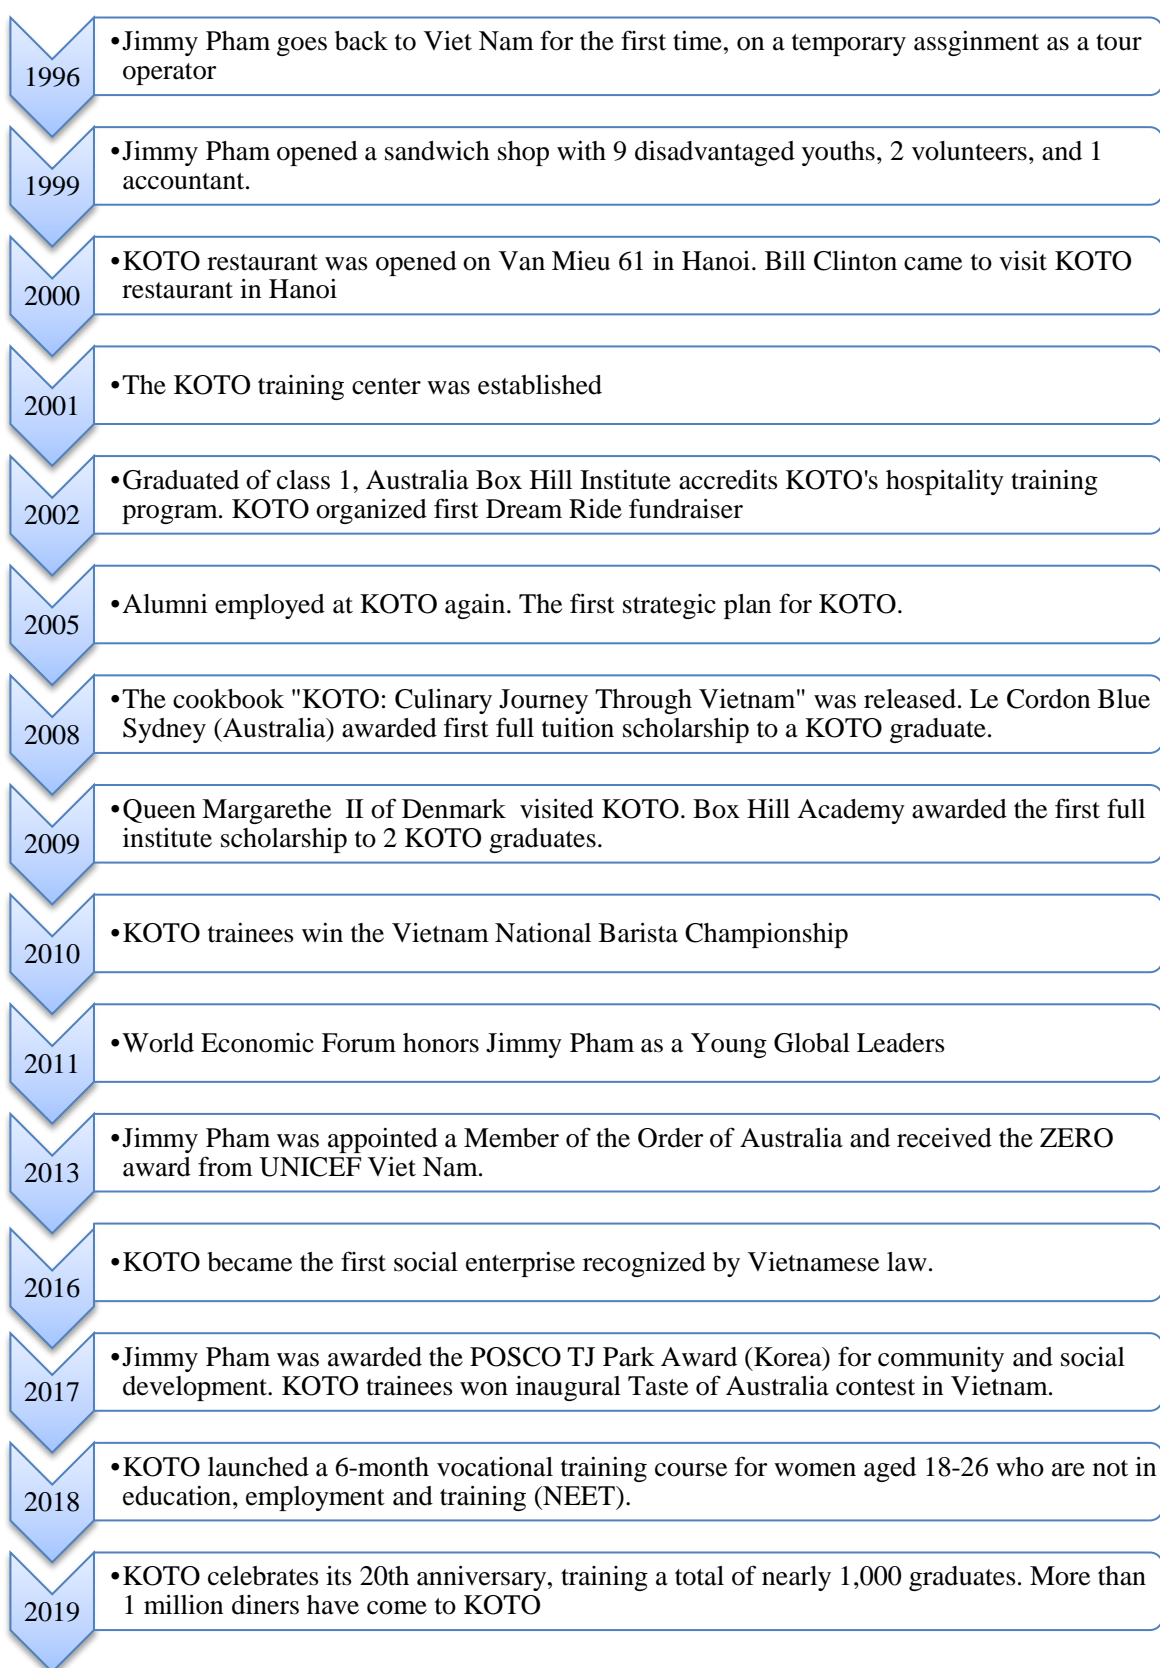 1996
•Jimmy Pham goes back to Viet Nam for the first time, on a temporary assginment as a tour
operator
1999
•Jimmy Pham opened a sandwich shop with 9 disadvantaged youths, 2 volunteers, and 1
accountant.
2000
•KOTO restaurant was opened on Van Mieu 61 in Hanoi. Bill Clinton came to visit KOTO
restaurant in Hanoi
2001
•The KOTO training center was established
2002
•Graduated of class 1, Australia Box Hill Institute accredits KOTO's hospitality training
program. KOTO organized first Dream Ride fundraiser
2005
•Alumni employed at KOTO again. The first strategic plan for KOTO.
2008
•The cookbook "KOTO: Culinary Journey Through Vietnam" was released. Le Cordon Blue
Sydney (Australia) awarded first full tuition scholarship to a KOTO graduate.
2009
•Queen Margarethe  II of Denmark  visited KOTO. Box Hill Academy awarded the first full
institute scholarship to 2 KOTO graduates.
2010
•KOTO trainees win the Vietnam National Barista Championship
2011
•World Economic Forum honors Jimmy Pham as a Young Global Leaders
2013
•Jimmy Pham was appointed a Member of the Order of Australia and received the ZERO
award from UNICEF Viet Nam.
2016
•KOTO became the first social enterprise recognized by Vietnamese law.
2017
•Jimmy Pham was awarded the POSCO TJ Park Award (Korea) for community and social
development. KOTO trainees won inaugural Taste of Australia contest in Vietnam.
2018
•KOTO launched a 6-month vocational training course for women aged 18-26 who are not in
education, employment and training (NEET).
2019
•KOTO celebrates its 20th anniversary, training a total of nearly 1,000 graduates. More than
1 million diners have come to KOTO